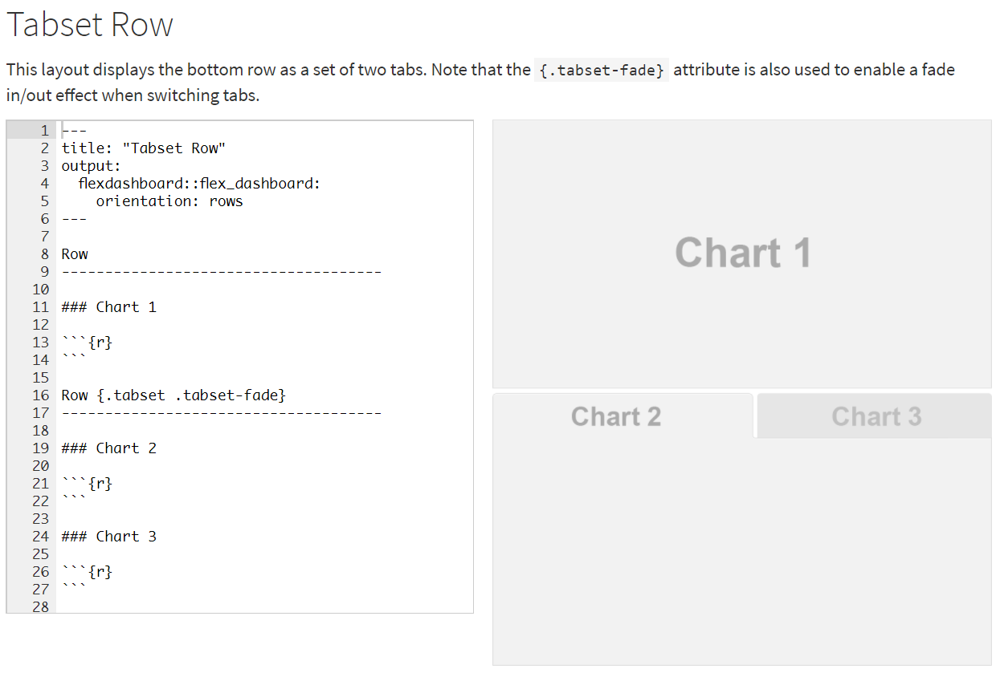 Tabset Row
This layout displays the bottom row as a set of two tabs. Note that the {.tabset-fade} attribute is also used to enable a fade
in/out effect when switching tabs.
1 ---
2 title: "Tabset Row"
3 output:
4   flexdashboard::flex_dashboard:
5     orientation: rows
6 ---
7
8 Row
9 -------------------------------------
10
11 ### Chart 1
12
13 ```{r}
14 ```
15
16 Row {.tabset .tabset-fade}
17 -------------------------------------
18
19 ### Chart 2
20
21 ```{r}
22 ```
23
24 ### Chart 3
25
26 ```{r}
27 ```
28
Chart 1
Chart 2 Chart 3